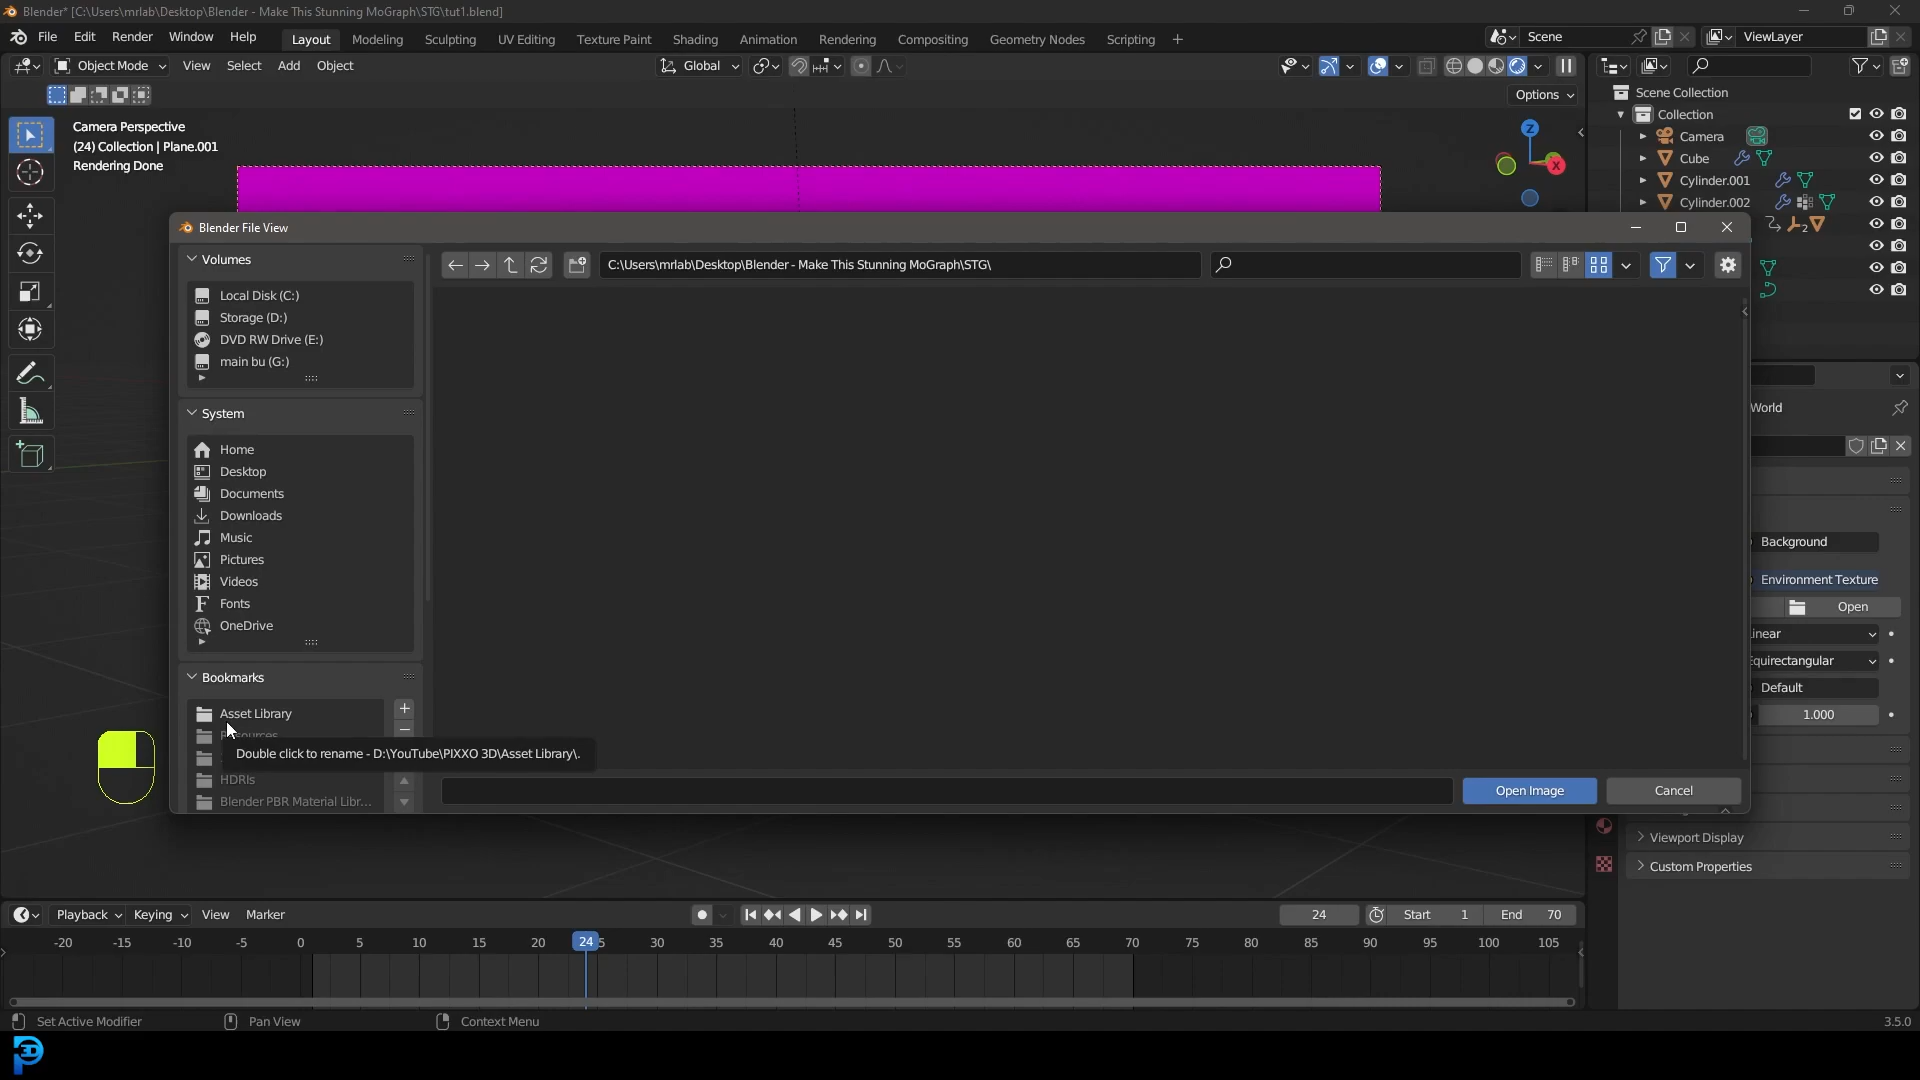 Blender* [C:\Users\mrlab\Desktop\Blender - Make This Stunning MoGraph\STG\tut1.blend]
File Edit Render Window Help Layout Modeling Sculpting UV Editing Texture Paint Shading Animation Rendering Compositing Geometry Nodes Scripting + Scene ViewLayer
Object Mode View Select Add Object Global
Options
Camera Perspective
(24) Collection | Plane.001
Rendering Done
Z
X
Scene Collection
Collection
Camera
Cube
Cylinder.001
Cylinder.002
2
Blender File View
Volumes
Local Disk (C:)
Storage (D:)
DVD RW Drive (E:)
main bu (G:)
System
Home
Desktop
Documents
Downloads
Music
Pictures
Videos
Fonts
OneDrive
Bookmarks
Asset Library
HDRIs
Blender PBR Material Libr...
C:\Users\mrlab\Desktop\Blender - Make This Stunning MoGraph\STG\
Double click to rename - D:\YouTube\PIXXO 3D\Asset Library\.
Open Image Cancel
World
Background
Environment Texture
Open
Linear
Equirectangular
Default
1.000
Viewport Display
Custom Properties
Playback Keying View Marker 24 Start 1 End 70
-20 -15 -10 -5 0 5 10 15 20 24 30 35 40 45 50 55 60 65 70 75 80 85 90 95 100 105
Set Active Modifier Pan View Context Menu 3.5.0
3D